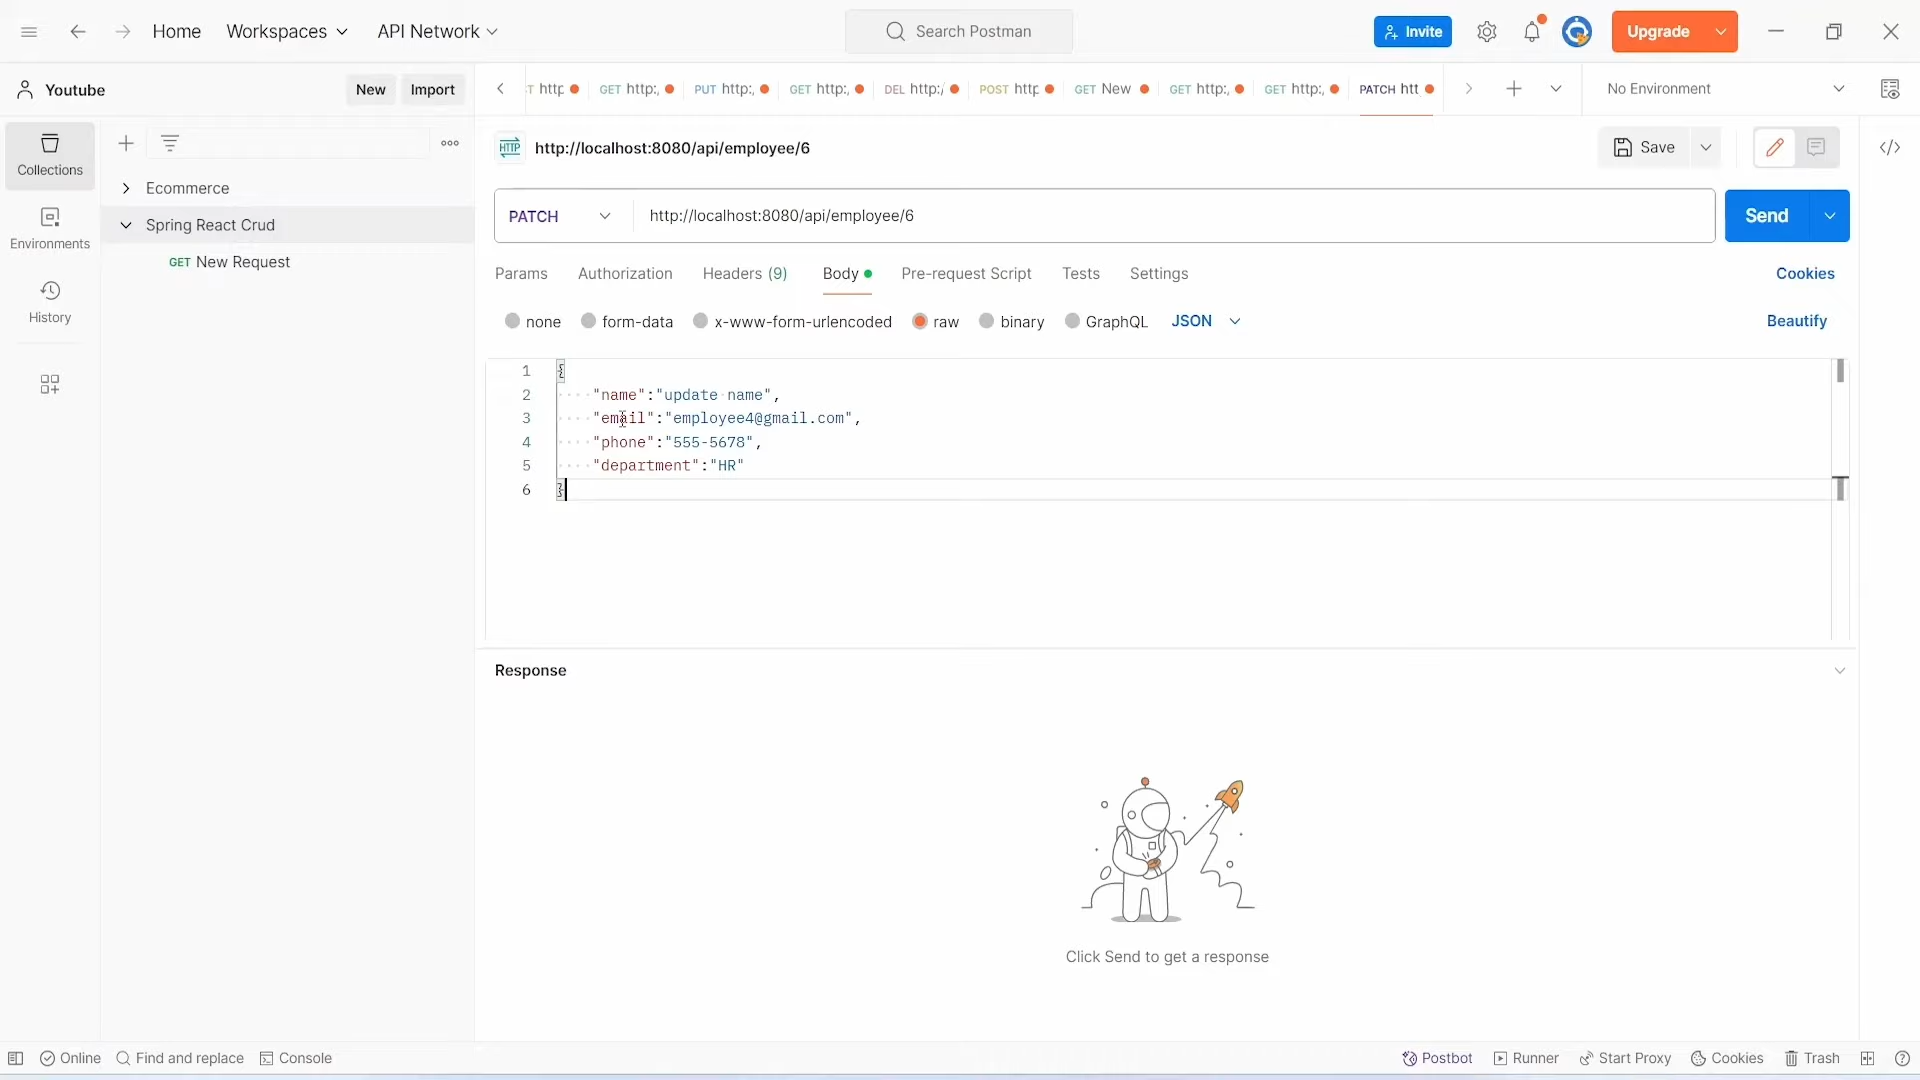 Home Workspaces API Network Search Postman Invite Upgrade
Youtube New Import
http GET http:, PUT http:, GET http:, DEL http:/ POST http GET New GET http:, GET http:, PATCH htt No Environment
Collections
Environments
History
Ecommerce
Spring React Crud
GET New Request
HTTP http://localhost:8080/api/employee/6 Save
PATCH http://localhost:8080/api/employee/6 Send
Params Authorization Headers (9) Body Pre-request Script Tests Settings Cookies
none form-data x-www-form-urlencoded raw binary GraphQL JSON Beautify
1 {
2 "name":"update name",
3 "email":"employee4@gmail.com",
4 "phone":"555-5678",
5 "department":"HR"
6 }
Response
Click Send to get a response
Online Find and replace Console Postbot Runner Start Proxy Cookies Trash